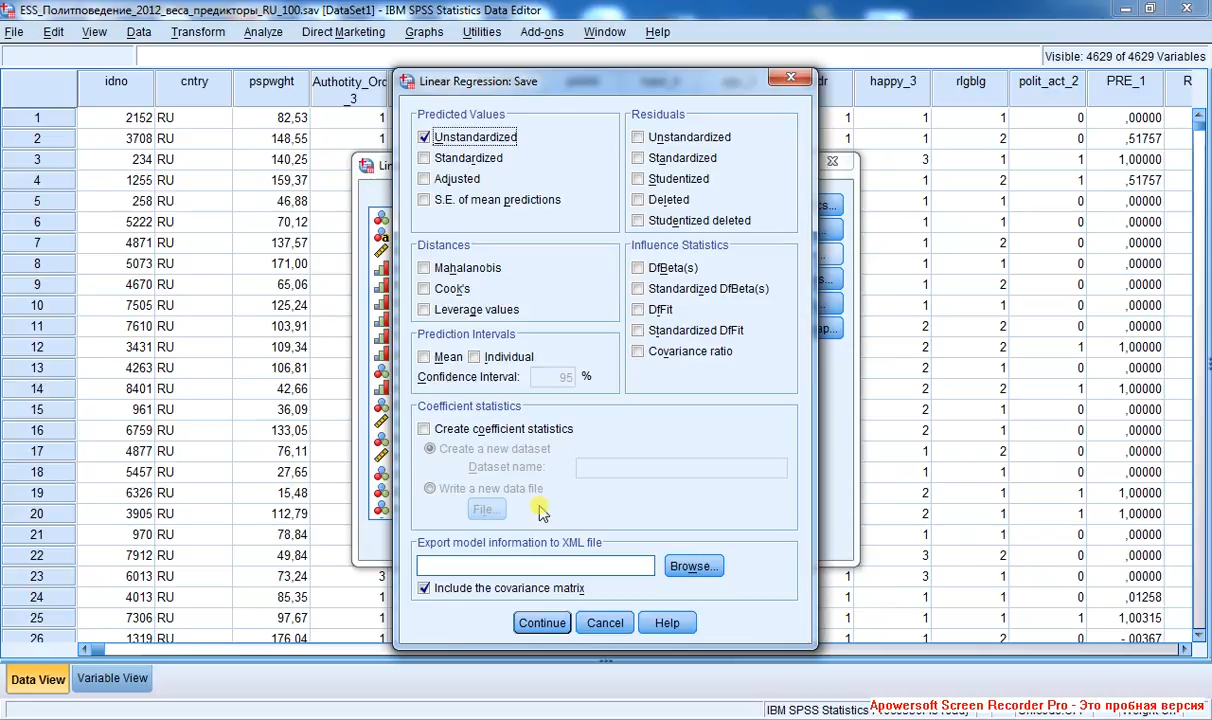 ESS_Политповедение_2012_веса_предикторы_RU_100.sav [DataSet1] - IBM SPSS Statistics Data Editor
File Edit View Data Transform Analyze Direct Marketing Graphs Utilities Add-ons Window Help
Visible: 4629 of 4629 Variables
idno cntry pspwght Authotity_Ord_3 happy_3 rlgblg polit_act_2 PRE_1 R
1 2152 RU 82,53 1 1 1 1 0 ,00000
2 3708 RU 148,55 1 1 1 2 0 ,51757
3 234 RU 140,25 1 1 3 1 1 1,00000
4 1255 RU 159,37 1 1 1 2 0 ,51757
5 258 RU 46,88 1 0 ,00000
6 5222 RU 70,12 1 0 ,00000
7 4871 RU 137,57 1 2 0 ,00000
8 5073 RU 171,00 1 2 0 ,00000
9 4670 RU 65,06 1 2 0 ,00000
10 7505 RU 125,24 1 2 0 ,00000
11 7610 RU 103,91 2 2 0 ,00000
12 3431 RU 109,34 2 1 0 ,00000
13 4263 RU 106,81 2 1 0 ,00000
14 8401 RU 42,66 2 1 1 1,00000
15 961 RU 36,09 2 1 0 ,00000
16 6759 RU 133,05 2 1 0 ,00000
17 4877 RU 76,11 2 1 0 ,00000
18 5457 RU 27,65 1 2 0 ,00000
19 6326 RU 15,48 2 1 1 1,00000
20 3905 RU 112,79 2 1 1 1,00000
21 970 RU 78,84 1 2 0 ,00000
22 7912 RU 49,84 3 2 0 ,00000
23 6013 RU 73,24 3 1 3 1 0 ,00000
24 4013 RU 85,35 1 1 1 1 0 ,01258
25 7306 RU 97,67 1 1 1 2 1 1,00315
26 1319 RU 176,04 1 1 1 2 0 -,00367
Linear Regression: Save
Predicted Values
Unstandardized
Standardized
Adjusted
S.E. of mean predictions
Residuals
Unstandardized
Standardized
Studentized
Deleted
Studentized deleted
Distances
Mahalanobis
Cook's
Leverage values
Influence Statistics
DfBeta(s)
Standardized DfBeta(s)
DfFit
Standardized DfFit
Covariance ratio
Prediction Intervals
Mean Individual
Confidence Interval: 95 %
Coefficient statistics
Create coefficient statistics
Create a new dataset
Dataset name:
Write a new data file
File...
Export model information to XML file
Browse...
Include the covariance matrix
Continue Cancel Help
Data View Variable View
Apowersoft Screen Recorder Pro - Это пробная версия